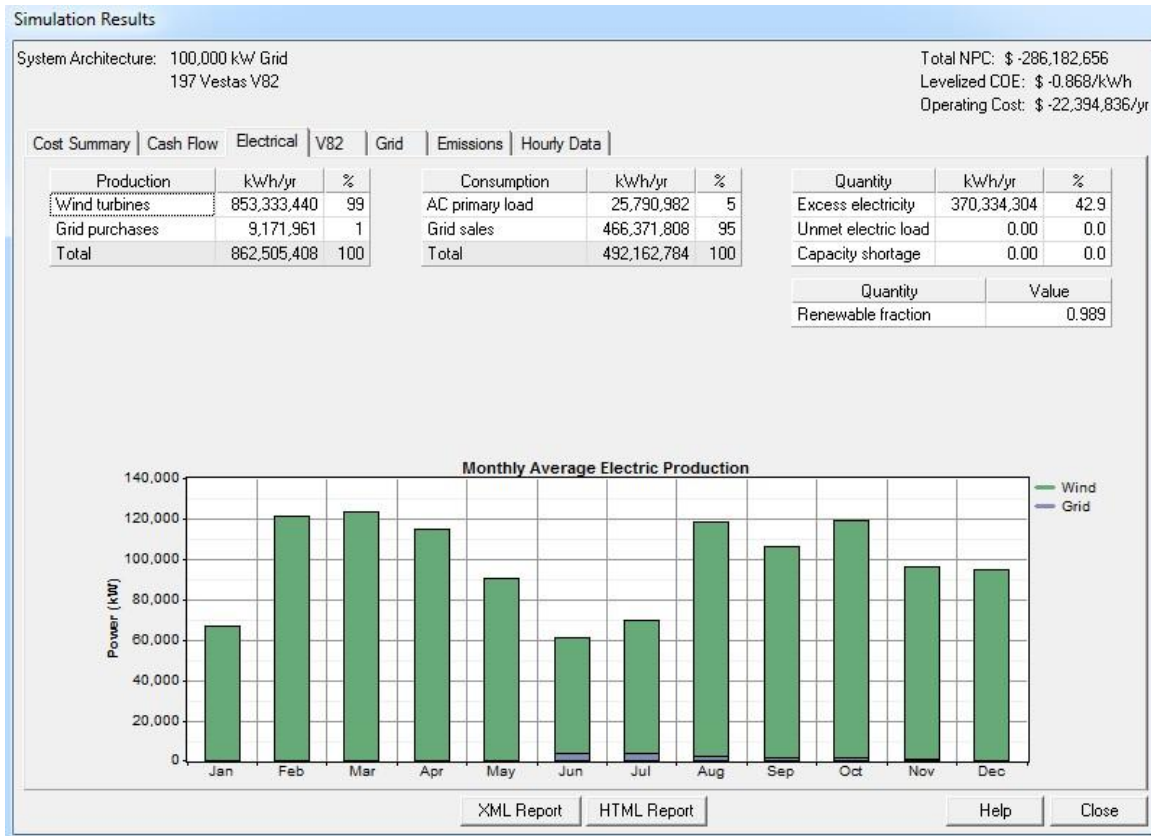 Simulation Results
System Architecture: 100,000 kW Grid
197 Vestas V82
Total NPC: $ -286,182,656
Levelized COE: $ -0.868/kWh
Operating Cost: $ -22,394,836/yr
Cost Summary Cash Flow Electrical V82 Grid Emissions Hourly Data
Production kWh/yr %
Wind turbines 853,333,440 99
Grid purchases 9,171,961 1
Total 862,505,408 100
Consumption kWh/yr %
AC primary load 25,790,982 5
Grid sales 466,371,808 95
Total 492,162,784 100
Quantity kWh/yr %
Excess electricity 370,334,304 42.9
Unmet electric load 0.00 0.0
Capacity shortage 0.00 0.0
Quantity Value
Renewable fraction 0.989
Monthly Average Electric Production
Power (kW)
140,000
120,000
100,000
80,000
60,000
40,000
20,000
0
Jan Feb Mar Apr May Jun Jul Aug Sep Oct Nov Dec
Wind
Grid
XML Report HTML Report Help Close